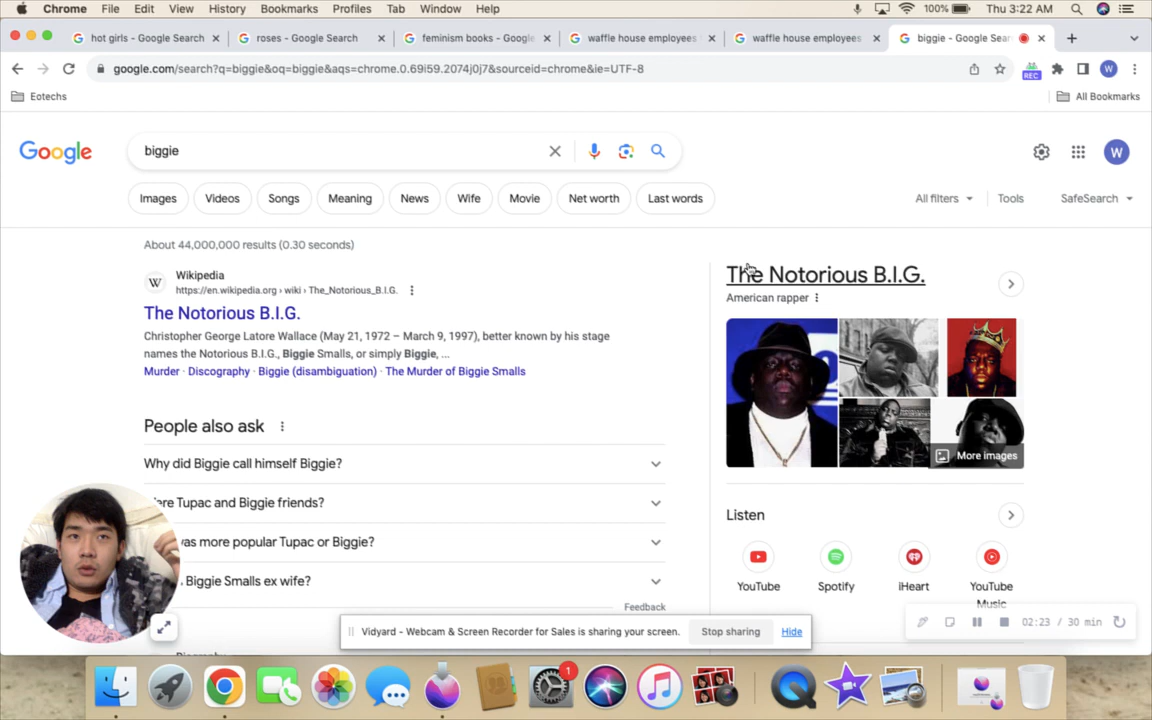 Chrome File Edit View History Bookmarks Profiles Tab Window Help 100% Thu 3:22 AM
hot girls - Google Search
roses - Google Search
feminism books - Google
waffle house employees
waffle house employees
biggie - Google Sear
google.com/search?q=biggie&oq=biggie&aqs=chrome.0.69i59.2074j0j7&sourceid=chrome&ie=UTF-8
REC
W
Eotechs
All Bookmarks
Google
biggie
W
Images Videos Songs Meaning News Wife Movie Net worth Last words
All filters Tools SafeSearch
About 44,000,000 results (0.30 seconds)
W
Wikipedia
https://en.wikipedia.org › wiki › The_Notorious_B.I.G.
The Notorious B.I.G.
Christopher George Latore Wallace (May 21, 1972 – March 9, 1997), better known by his stage
names the Notorious B.I.G., Biggie Smalls, or simply Biggie, ...
Murder · Discography · Biggie (disambiguation) · The Murder of Biggie Smalls
People also ask
Why did Biggie call himself Biggie?
ere Tupac and Biggie friends?
was more popular Tupac or Biggie?
Biggie Smalls ex wife?
Feedback
The Notorious B.I.G.
American rapper
More images
Listen
YouTube
Spotify
iHeart
YouTube
Music
Vidyard - Webcam & Screen Recorder for Sales is sharing your screen.
Stop sharing
Hide
02:23 / 30 min
1